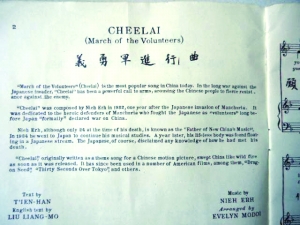 2
CHEELAI
(March of the Volunteers)
義勇軍進行曲
"March of the Volunteers" (Cheelai) is the most popular song in China today. In the long war against the
Japanese invader, "Cheelai" has been a powerful call to arms, arousing the Chinese people to fierce resist-
ance against the enemy.
"Cheelai" was composed by Nieh Erh in 1932, one year after the Japanese invasion of Manchuria. It
was dedicated to the heroic defenders of Manchuria who fought the Japanese as "volunteers" long be-
fore Japan "formally" declared war on China.
Nieh Erh, although only 24 at the time of his death, is known as the "Father of New China's Music".
In 1934 he went to Japan to continue his musical studies. A year later, his lifeless body was found float-
ing in a Japanese stream. The Japanese, of course, disclaimed any knowledge of how he had met his
death.
"Cheelai", originally written as a theme song for a Chinese motion picture, swept China like wild fire
as soon as it was released. It has since been used in a number of American films, among them, "Drag-
on Seed," "Thirty Seconds Over Tokyo", and others.
Text by
T'IEN-HAN
English text by
LIU LIANG-MO
Music by
NIEH ERH
Arranged by
EVELYN MODOI